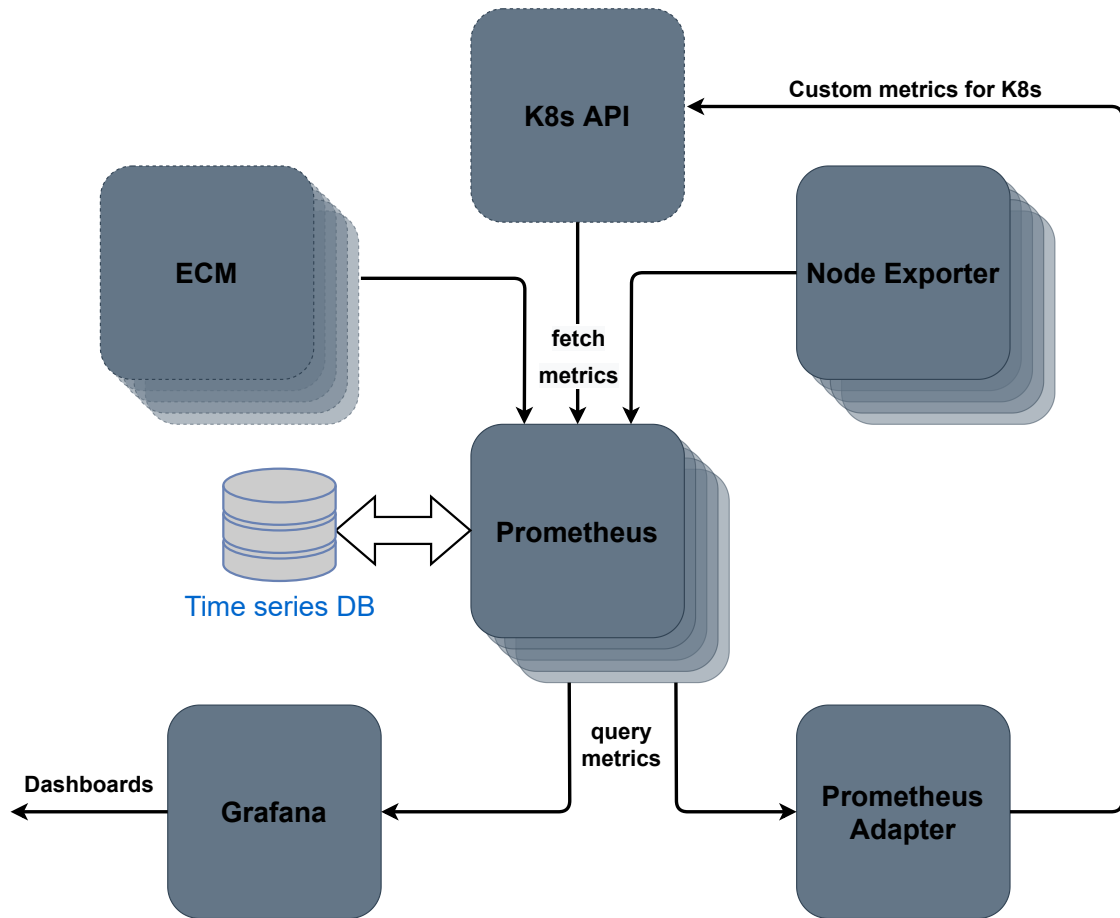 Custom metrics for K8s
K8s API
ECM
Node Exporter
fetch
metrics
Prometheus
Time series DB
query
metrics
Dashboards
Grafana
Prometheus
Adapter